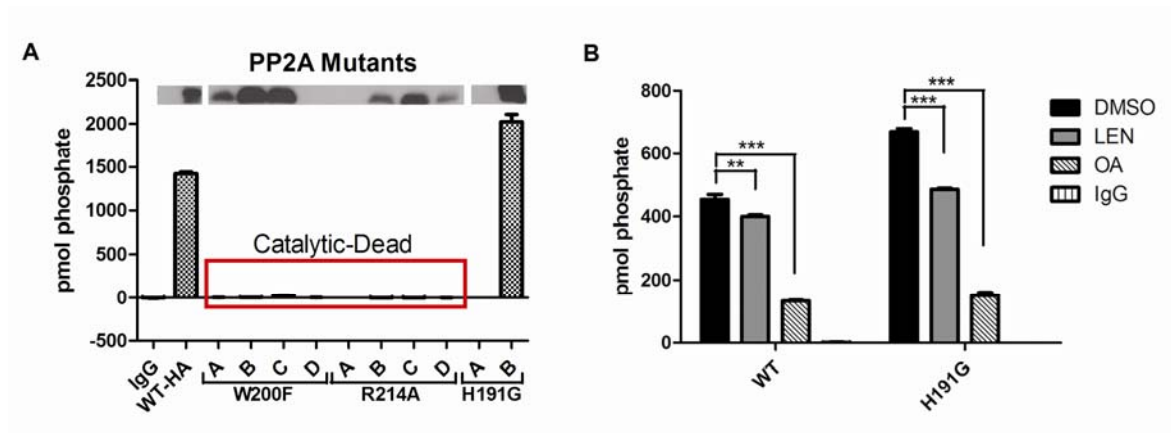 A
PP2A Mutants
pmol phosphate
2500
2000
1500
1000
500
0
-500
Catalytic-Dead
IgG
WT-HA
A
B
C
D
A
B
C
D
A
B
W200F
R214A
H191G
B
pmol phosphate
800
600
400
200
0
***
**
***
***
WT
H191G
DMSO
LEN
OA
IgG